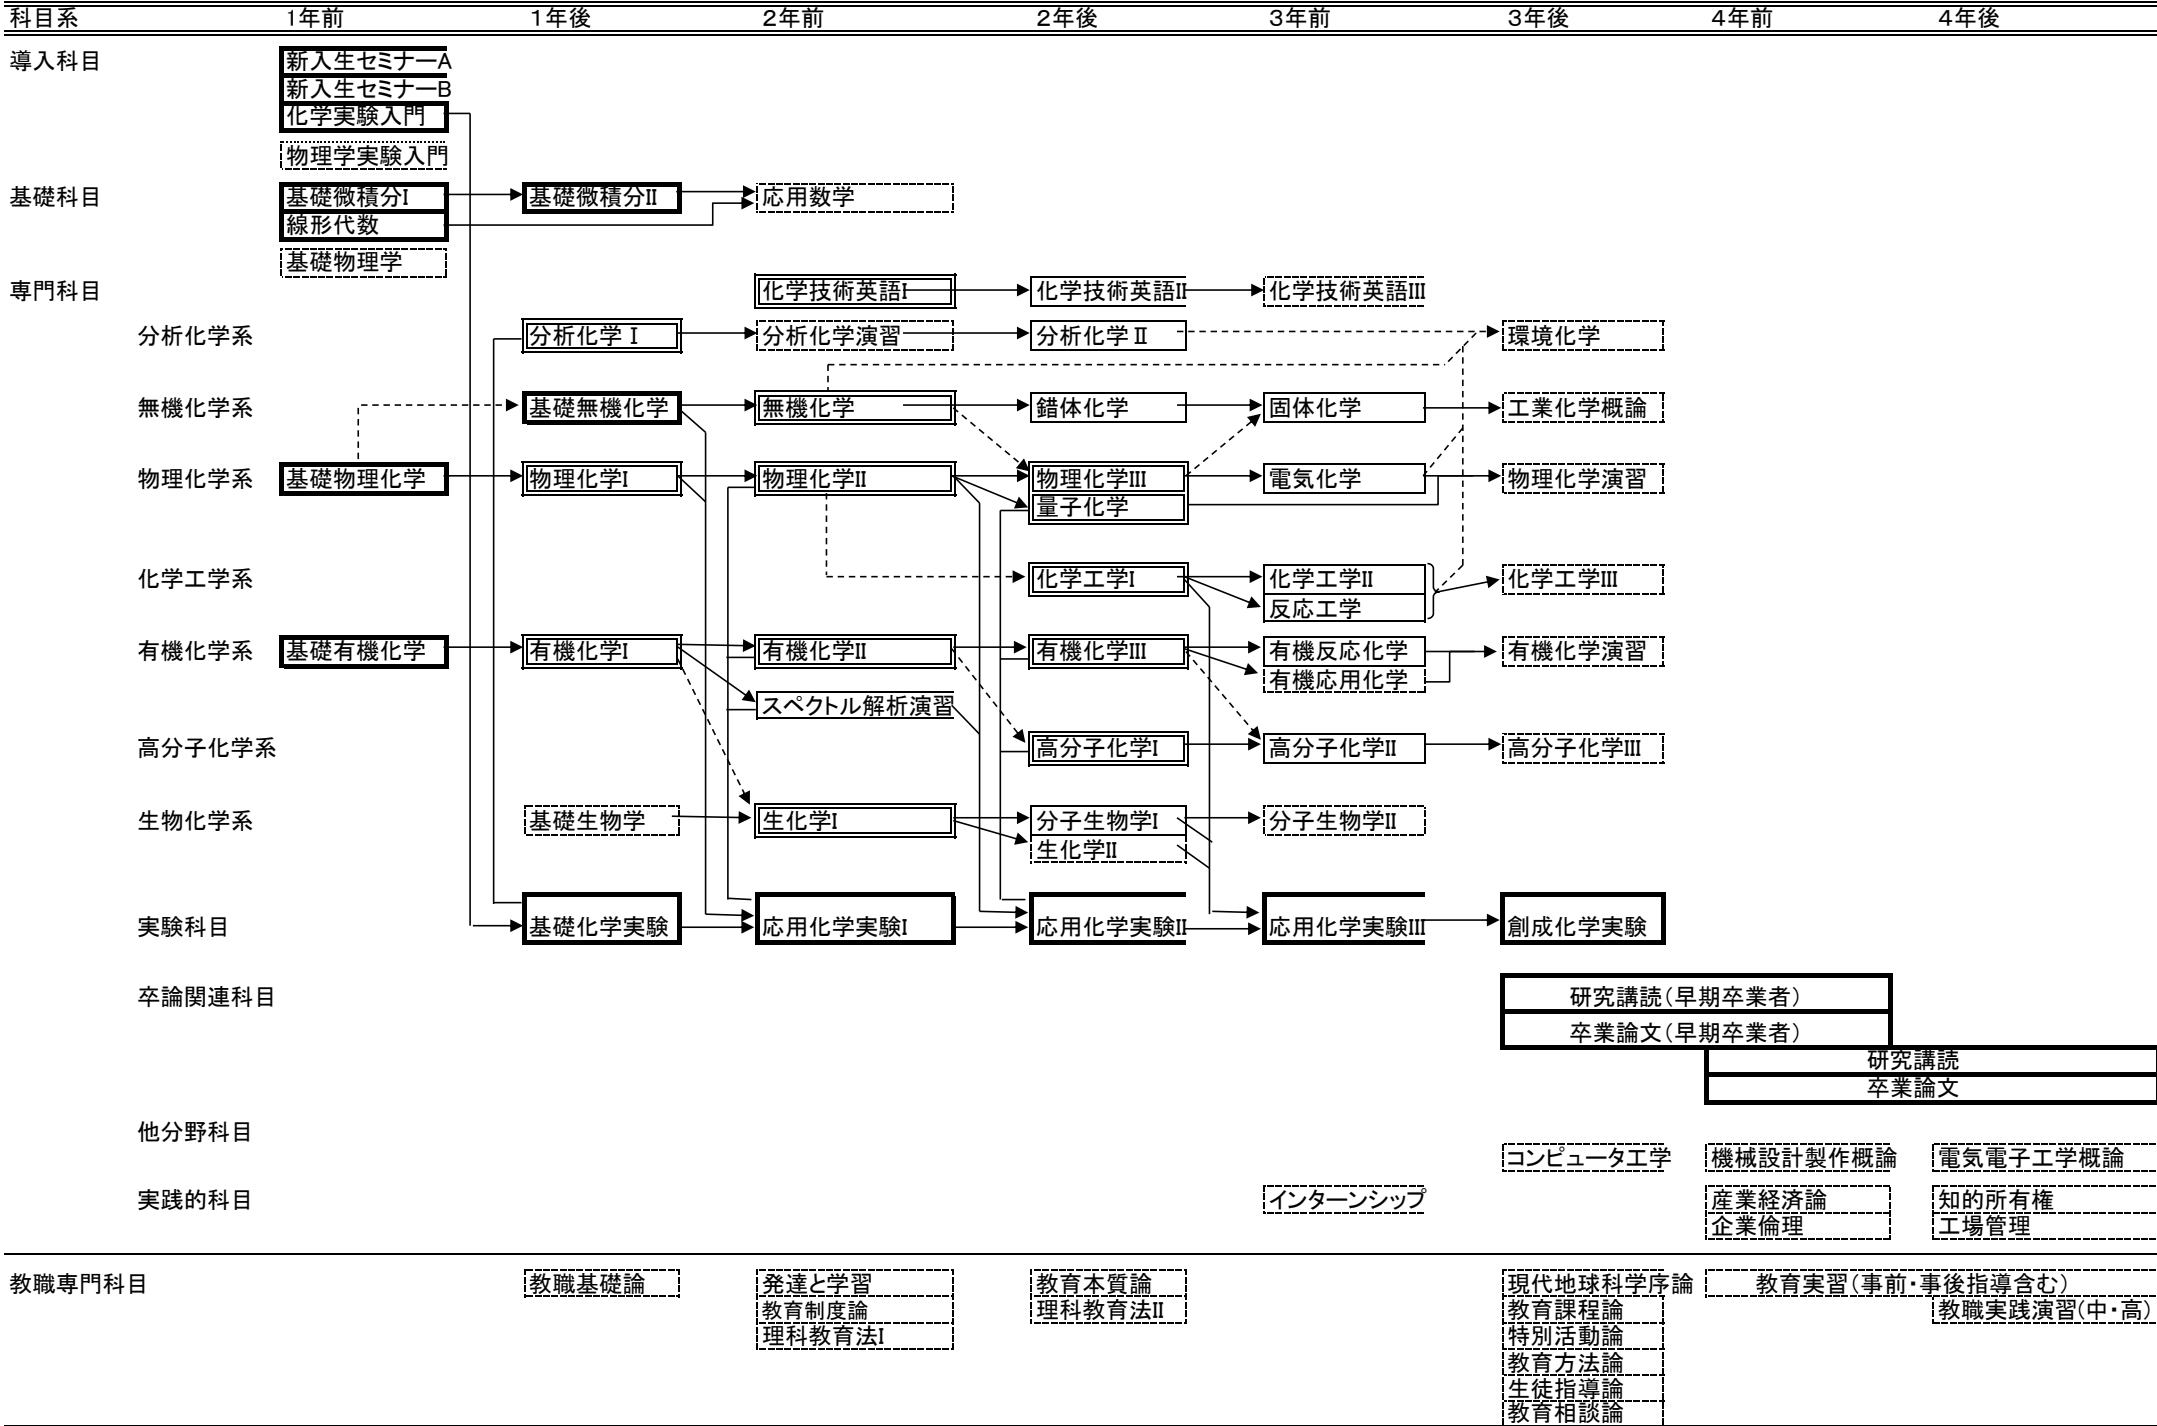 科目系 1年前 1年後 2年前 2年後 3年前 3年後 4年前 4年後
導入科目 新入生セミナーA
新入生セミナーB
化学実験入門
物理学実験入門
基礎科目 基礎微積分I 基礎微積分II 応用数学
線形代数
基礎物理学
専門科目 化学技術英語I 化学技術英語II 化学技術英語III
分析化学系 分析化学 I 分析化学演習 分析化学 II 環境化学
無機化学系 基礎無機化学 無機化学 錯体化学 固体化学 工業化学概論
物理化学系 基礎物理化学 物理化学I 物理化学II 物理化学III 電気化学 物理化学演習
量子化学
化学工学系 化学工学I 化学工学II 化学工学III
反応工学
有機化学系 基礎有機化学 有機化学I 有機化学II 有機化学III 有機反応化学 有機化学演習
有機応用化学
スペクトル解析演習
高分子化学系 高分子化学I 高分子化学II 高分子化学III
生物化学系 基礎生物学 生化学I 分子生物学I 分子生物学II
生化学II
実験科目 基礎化学実験 応用化学実験I 応用化学実験II 応用化学実験III 創成化学実験
卒論関連科目 研究講読(早期卒業者)
卒業論文(早期卒業者)
研究講読
卒業論文
他分野科目
コンピュータ工学 機械設計製作概論 電気電子工学概論
実践的科目 インターンシップ 産業経済論 知的所有権
企業倫理 工場管理
教職専門科目 教職基礎論 発達と学習 教育本質論 現代地球科学序論 教育実習(事前・事後指導含む)
教育制度論 理科教育法II 教育課程論 教職実践演習(中・高)
理科教育法I 特別活動論
教育方法論
生徒指導論
教育相談論